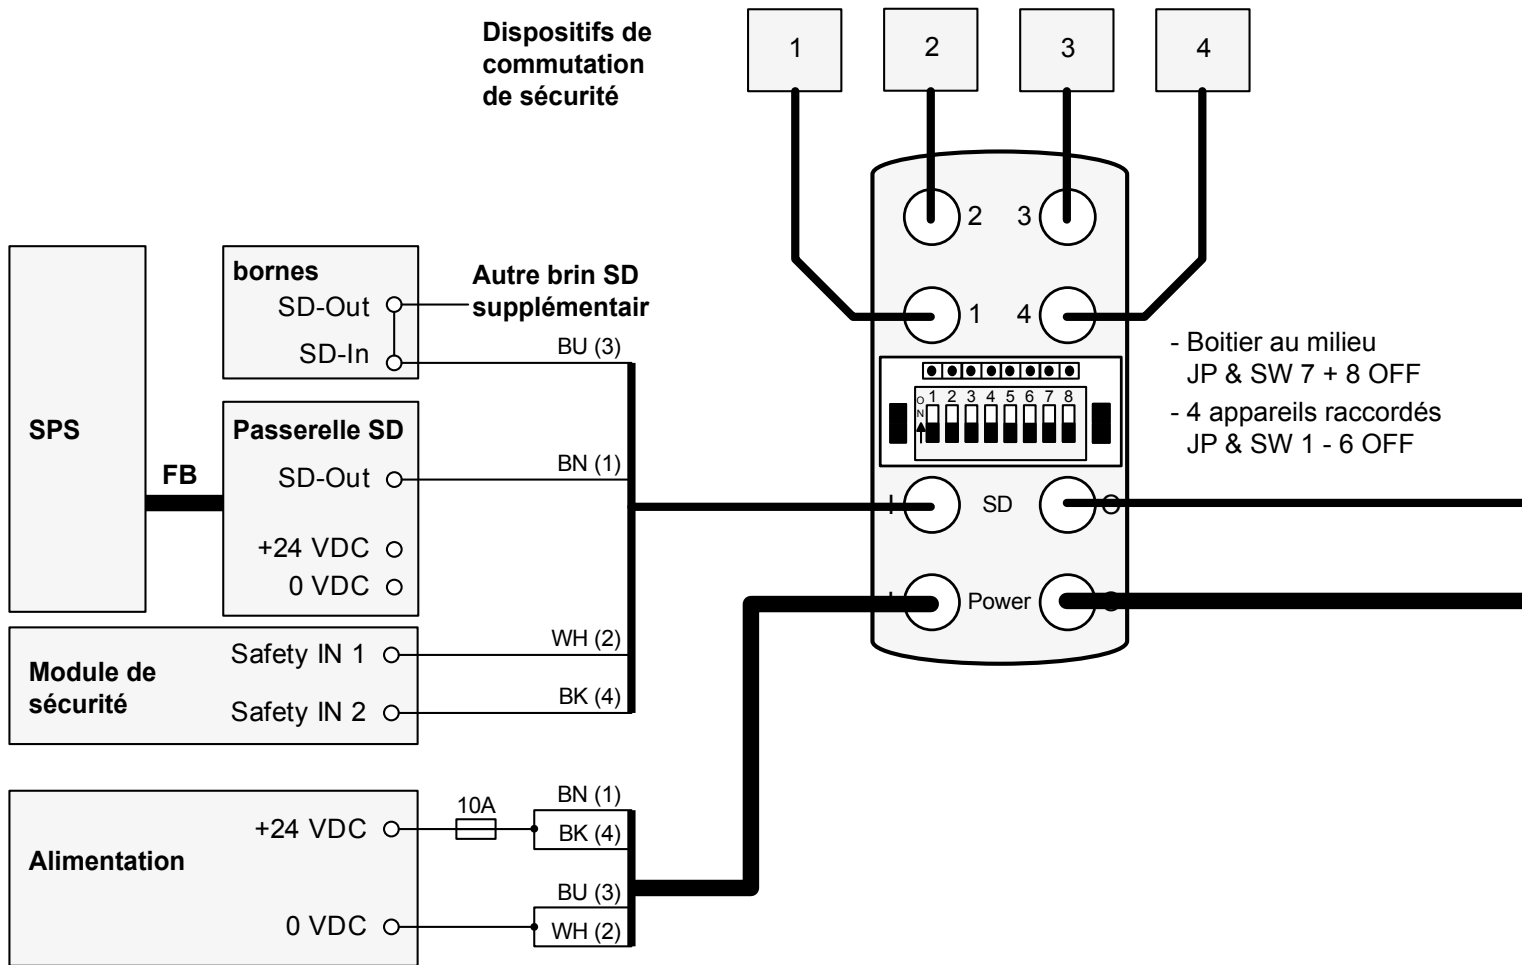 Dispositifs de
commutation
de sécurité
1
2
3
4
2
3
1
4
bornes
SD-Out
SD-In
Autre brin SD
supplémentair
BU (3)
SPS
FB
Passerelle SD
SD-Out
BN (1)
+24 VDC
0 VDC
Module de
sécurité
Safety IN 1
WH (2)
Safety IN 2
BK (4)
ON
1 2 3 4 5 6 7 8
- Boitier au milieu
JP & SW 7 + 8 OFF
- 4 appareils raccordés
JP & SW 1 - 6 OFF
I
SD
O
I
Power
O
Alimentation
+24 VDC
10A
BN (1)
BK (4)
0 VDC
BU (3)
WH (2)